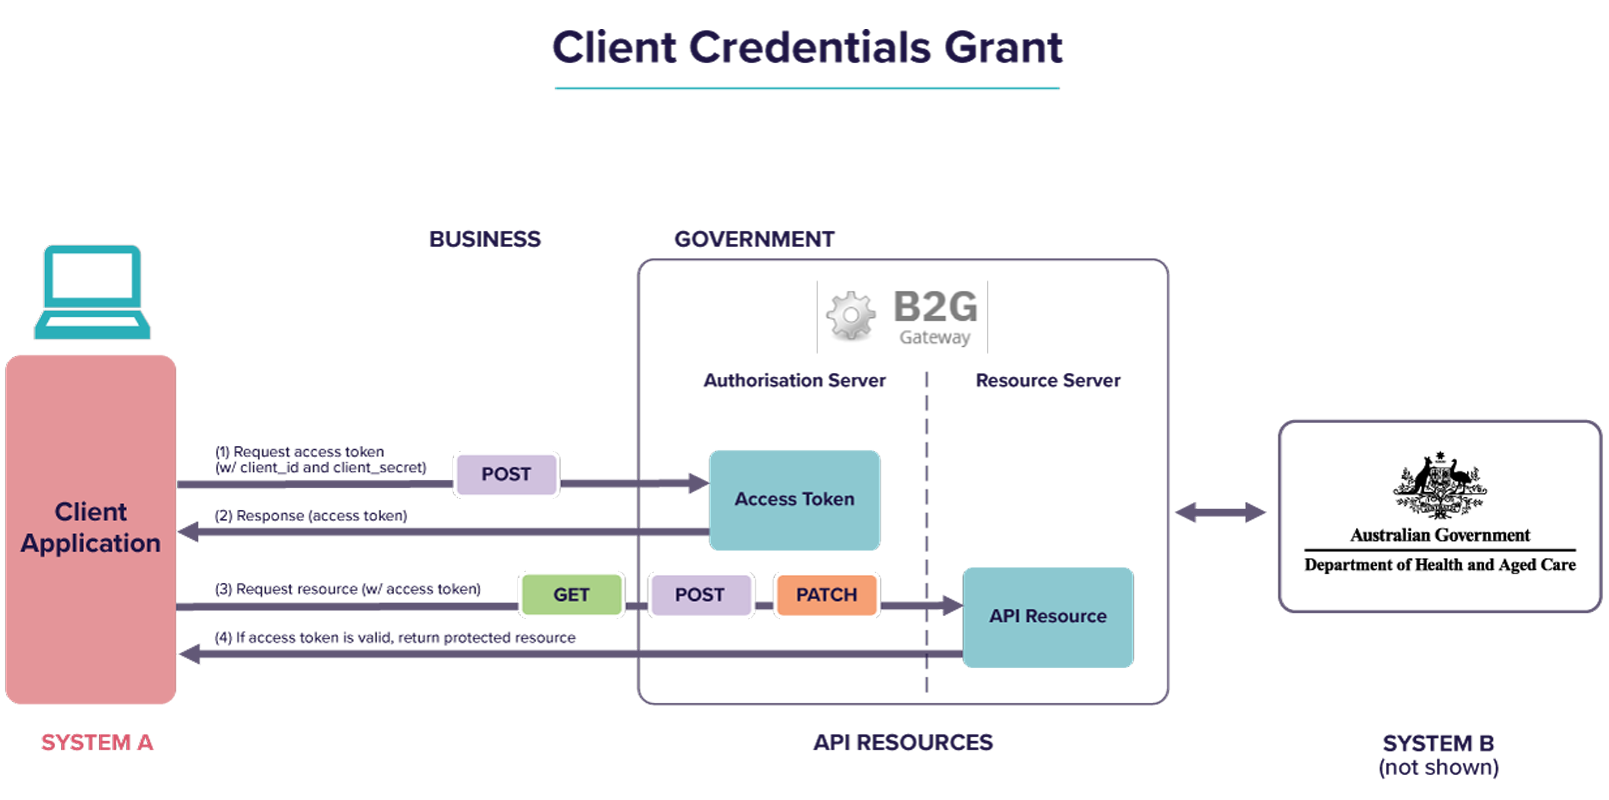 Client Credentials Grant
BUSINESS
GOVERNMENT
B2G
Gateway
Authorisation Server
Resource Server
(1) Request access token
(w/ client_id and client_secret)
POST
Access Token
Client
Application
(2) Response (access token)
Australian Government
Department of Health and Aged Care
(3) Request resource (w/ access token)
GET
POST
PATCH
API Resource
(4) If access token is valid, return protected resource
SYSTEM A
API RESOURCES
SYSTEM B
(not shown)